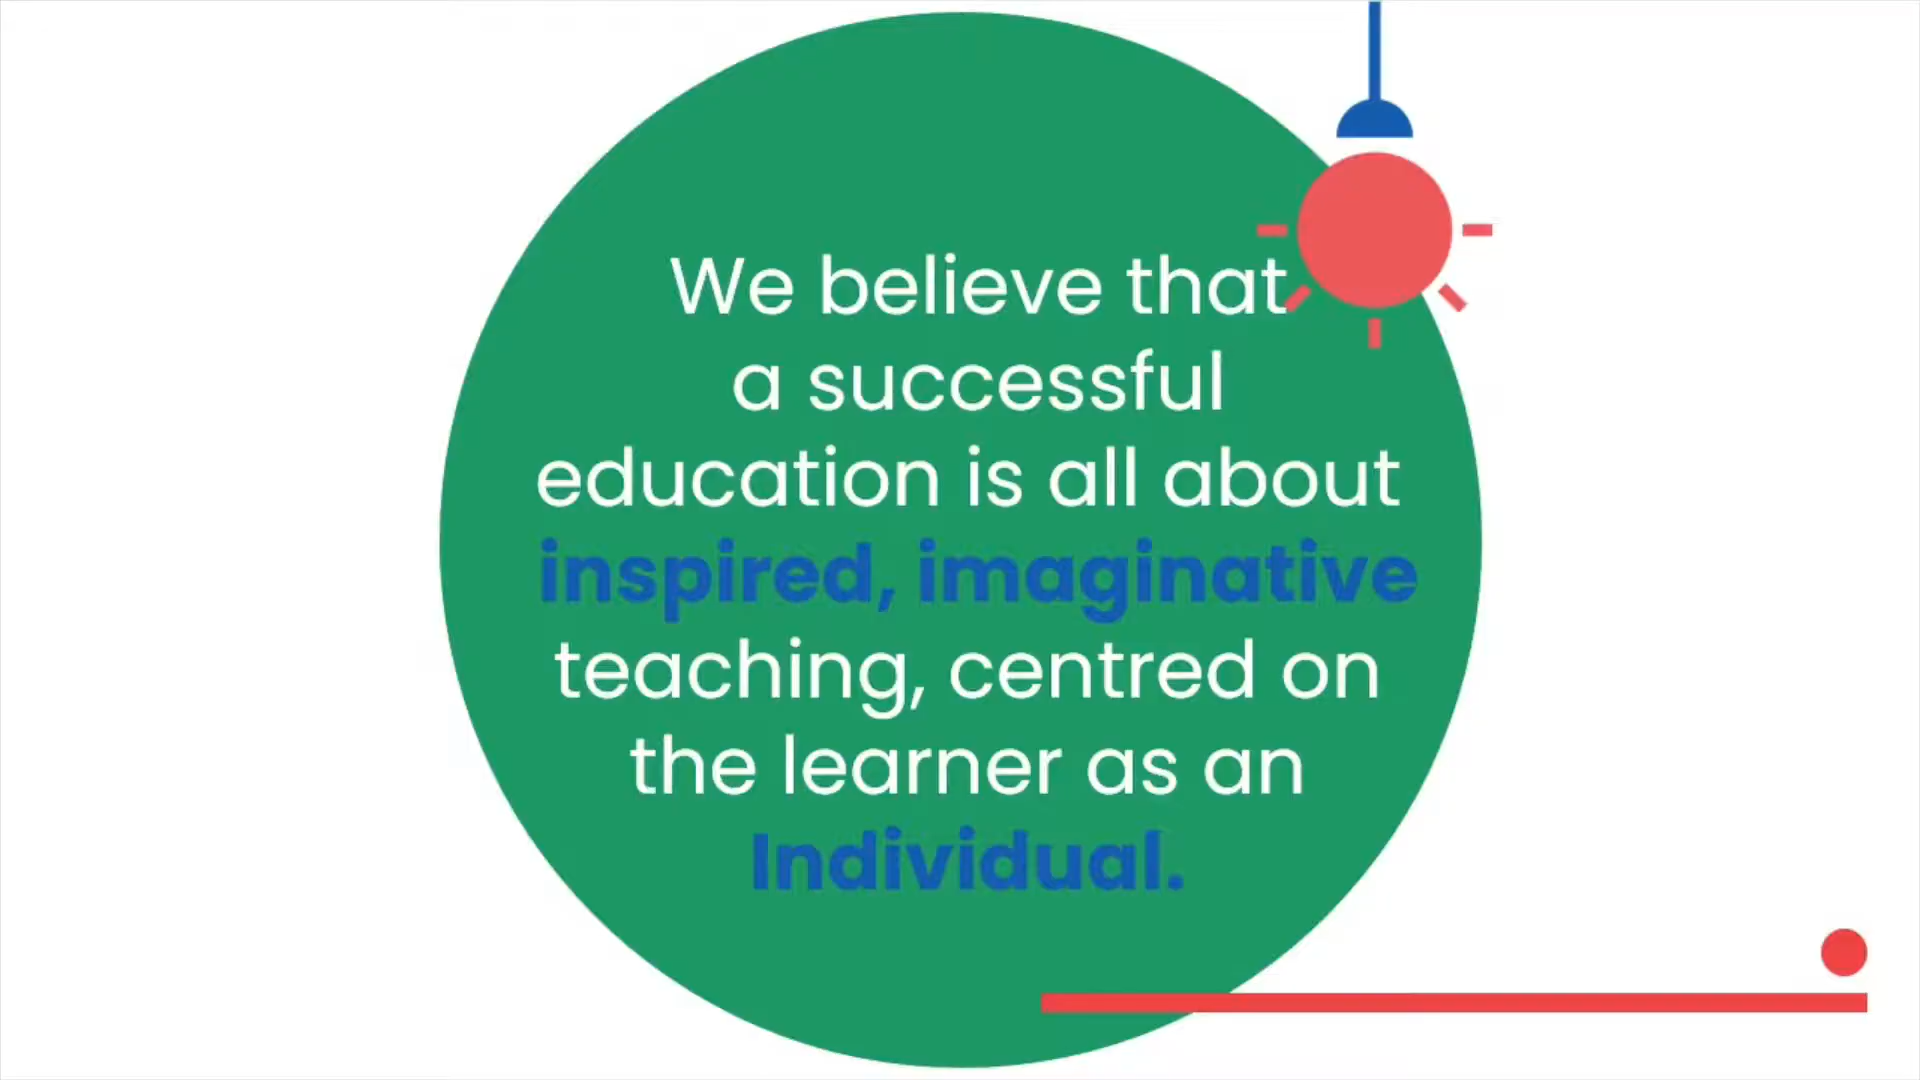 We believe that
a successful
education is all about
inspired, imaginative
teaching, centred on
the learner as an
Individual.